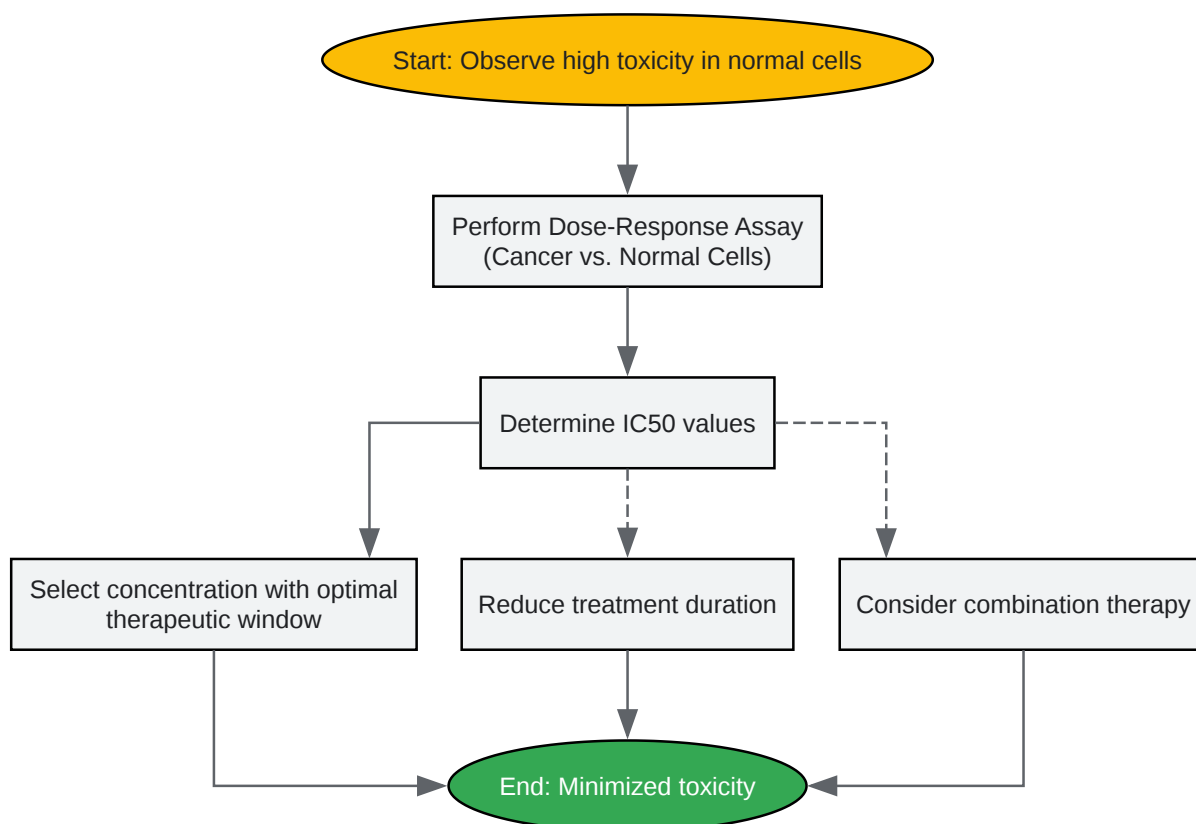 Start: Observe high toxicity in normal cells
Perform Dose-Response Assay
(Cancer vs. Normal Cells)
Determine IC50 values
Select concentration with optimal
therapeutic window
Reduce treatment duration
Consider combination therapy
End: Minimized toxicity